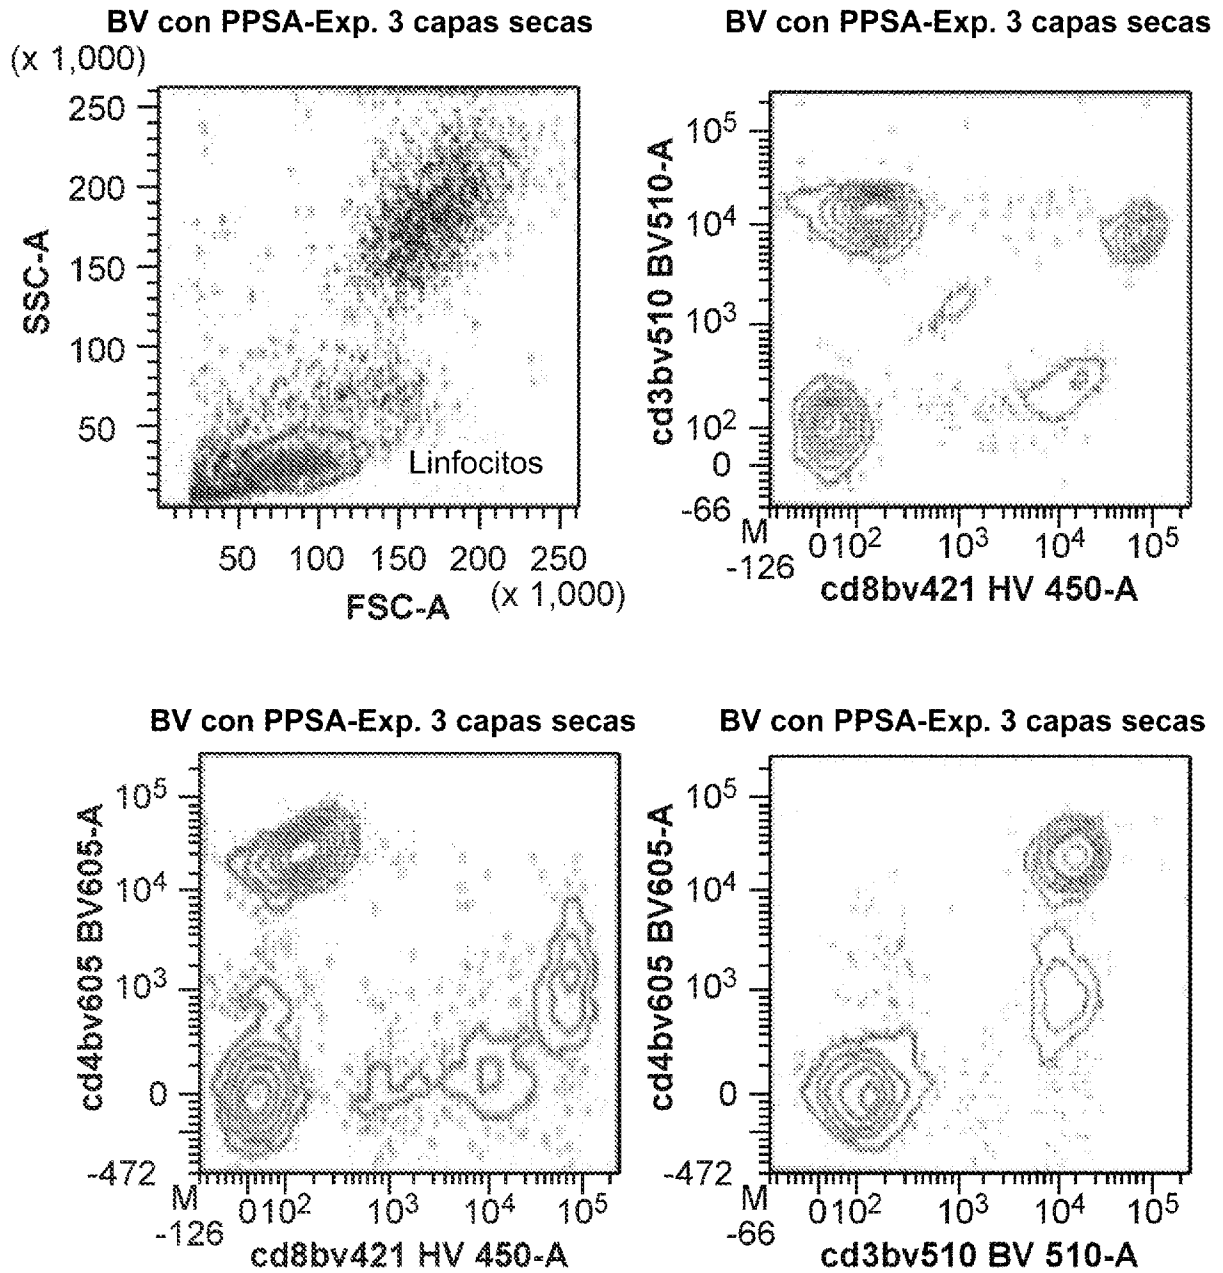 BV con PPSA-Exp. 3 capas secas
(x 1,000)
250
200
150
100
50
SSC-A
Linfocitos
50 100 150 200 250
FSC-A (x 1,000)
BV con PPSA-Exp. 3 capas secas
10^5
10^4
10^3
10^2
0
-66
cd3bv510 BV510-A
M
-126
0 10^2 10^3 10^4 10^5
cd8bv421 HV 450-A
BV con PPSA-Exp. 3 capas secas
10^5
10^4
10^3
0
-472
cd4bv605 BV605-A
M
-126
0 10^2 10^3 10^4 10^5
cd8bv421 HV 450-A
BV con PPSA-Exp. 3 capas secas
10^5
10^4
10^3
0
-472
cd4bv605 BV605-A
M
-66
0 10^2 10^3 10^4 10^5
cd3bv510 BV 510-A